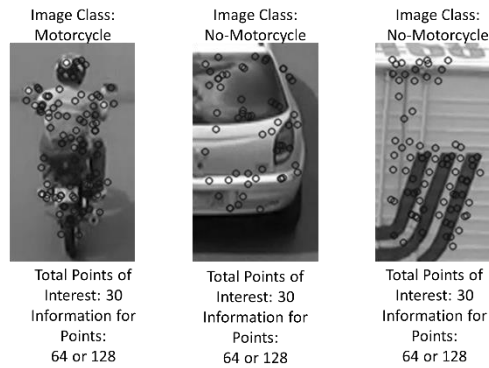 Image Class:
Motorcycle
Total Points of
Interest: 30
Information for
Points:
64 or 128
Image Class:
No-Motorcycle
Total Points of
Interest: 30
Information for
Points:
64 or 128
Image Class:
No-Motorcycle
Total Points of
Interest: 30
Information for
Points:
64 or 128